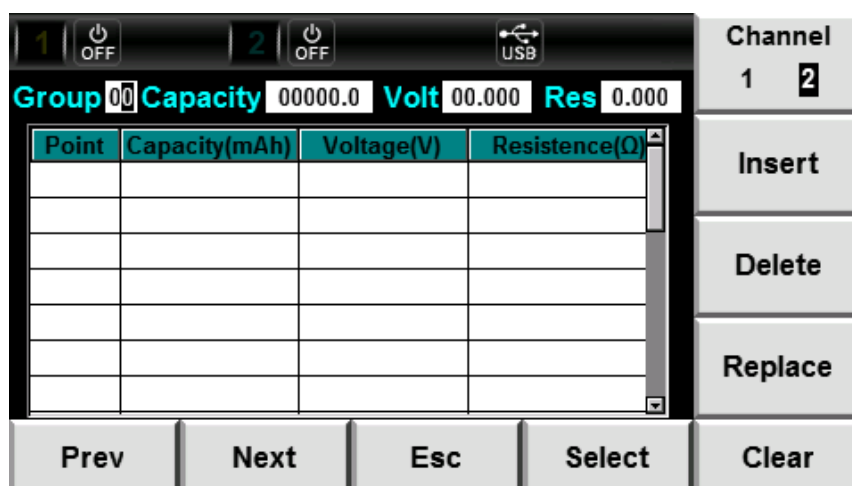 1 OFF 2 OFF USB
Channel
1 2
Group 00 Capacity 00000.0 Volt 00.000 Res 0.000
Point Capacity(mAh) Voltage(V) Resistence(Ω)
Insert
Delete
Replace
Prev Next Esc Select Clear